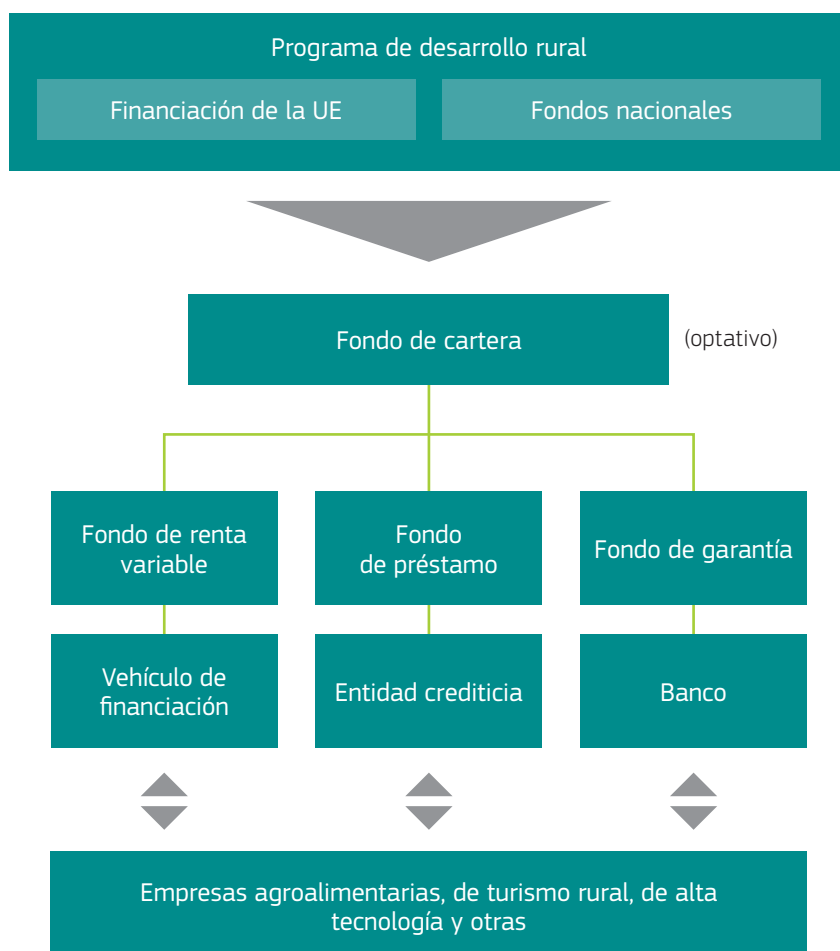 Programa de desarrollo rural
Financiación de la UE
Fondos nacionales
Fondo de cartera
(optativo)
Fondo de renta
variable
Fondo
de préstamo
Fondo de garantía
Vehículo de
financiación
Entidad crediticia
Banco
Empresas agroalimentarias, de turismo rural, de alta
tecnología y otras